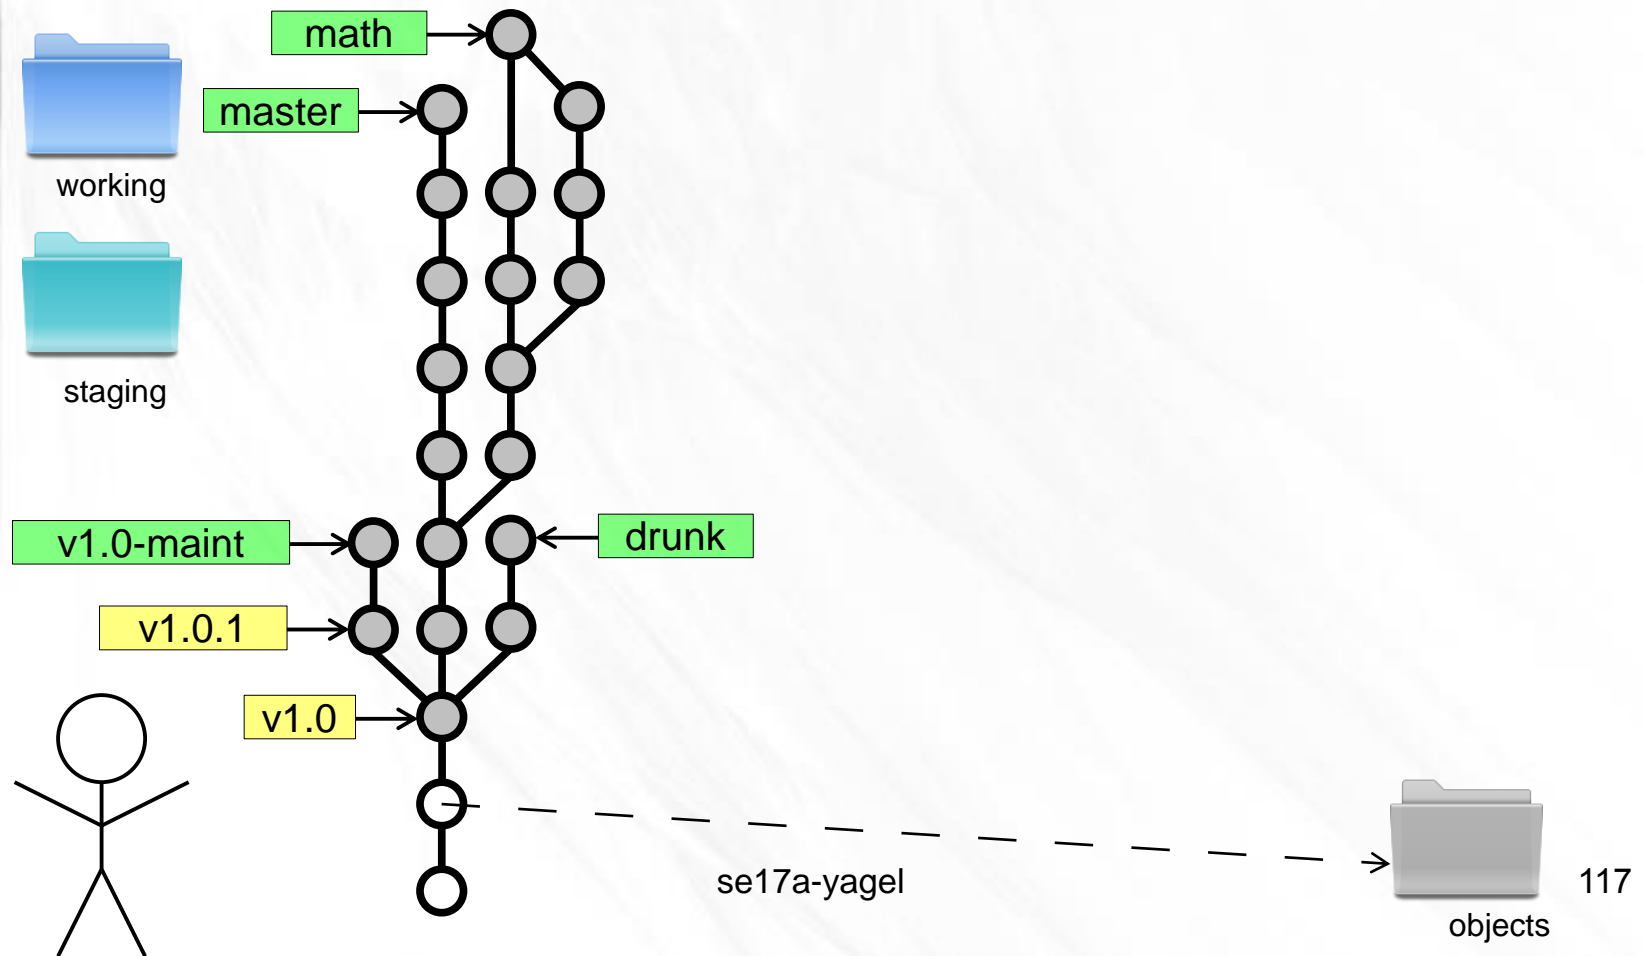 math
master
working
staging
v1.0-maint
drunk
v1.0.1
v1.0
se17a-yagel
117
objects